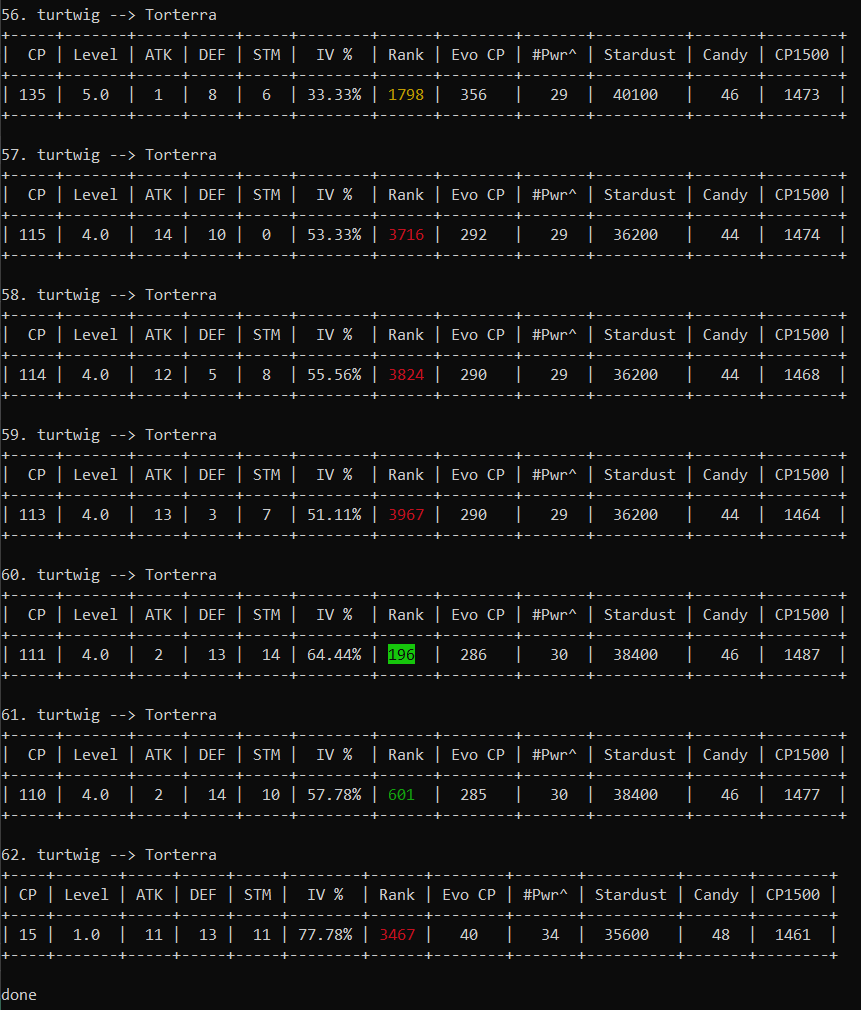 56. turtwig --> Torterra
+-----+-------+-----+-----+-----+--------+------+--------+-------+----------+-------+--------+
|  CP | Level | ATK | DEF | STM |  IV %  | Rank | Evo CP | #Pwr^ | Stardust | Candy | CP1500 |
+-----+-------+-----+-----+-----+--------+------+--------+-------+----------+-------+--------+
| 135 |  5.0  |  1  |  8  |  6  | 33.33% | 1798 |  356   |   29  |  40100   |   46  |  1473  |
+-----+-------+-----+-----+-----+--------+------+--------+-------+----------+-------+--------+
57. turtwig --> Torterra
+-----+-------+-----+-----+-----+--------+------+--------+-------+----------+-------+--------+
|  CP | Level | ATK | DEF | STM |  IV %  | Rank | Evo CP | #Pwr^ | Stardust | Candy | CP1500 |
+-----+-------+-----+-----+-----+--------+------+--------+-------+----------+-------+--------+
| 115 |  4.0  |  14 |  10 |  0  | 53.33% | 3716 |  292   |   29  |  36200   |   44  |  1474  |
+-----+-------+-----+-----+-----+--------+------+--------+-------+----------+-------+--------+
58. turtwig --> Torterra
+-----+-------+-----+-----+-----+--------+------+--------+-------+----------+-------+--------+
|  CP | Level | ATK | DEF | STM |  IV %  | Rank | Evo CP | #Pwr^ | Stardust | Candy | CP1500 |
+-----+-------+-----+-----+-----+--------+------+--------+-------+----------+-------+--------+
| 114 |  4.0  |  12 |  5  |  8  | 55.56% | 3824 |  290   |   29  |  36200   |   44  |  1468  |
+-----+-------+-----+-----+-----+--------+------+--------+-------+----------+-------+--------+
59. turtwig --> Torterra
+-----+-------+-----+-----+-----+--------+------+--------+-------+----------+-------+--------+
|  CP | Level | ATK | DEF | STM |  IV %  | Rank | Evo CP | #Pwr^ | Stardust | Candy | CP1500 |
+-----+-------+-----+-----+-----+--------+------+--------+-------+----------+-------+--------+
| 113 |  4.0  |  13 |  3  |  7  | 51.11% | 3967 |  290   |   29  |  36200   |   44  |  1464  |
+-----+-------+-----+-----+-----+--------+------+--------+-------+----------+-------+--------+
60. turtwig --> Torterra
+-----+-------+-----+-----+-----+--------+------+--------+-------+----------+-------+--------+
|  CP | Level | ATK | DEF | STM |  IV %  | Rank | Evo CP | #Pwr^ | Stardust | Candy | CP1500 |
+-----+-------+-----+-----+-----+--------+------+--------+-------+----------+-------+--------+
| 111 |  4.0  |  2  |  13 |  14 | 64.44% | 196  |  286   |   30  |  38400   |   46  |  1487  |
+-----+-------+-----+-----+-----+--------+------+--------+-------+----------+-------+--------+
61. turtwig --> Torterra
+-----+-------+-----+-----+-----+--------+------+--------+-------+----------+-------+--------+
|  CP | Level | ATK | DEF | STM |  IV %  | Rank | Evo CP | #Pwr^ | Stardust | Candy | CP1500 |
+-----+-------+-----+-----+-----+--------+------+--------+-------+----------+-------+--------+
| 110 |  4.0  |  2  |  14 |  10 | 57.78% | 601  |  285   |   30  |  38400   |   46  |  1477  |
+-----+-------+-----+-----+-----+--------+------+--------+-------+----------+-------+--------+
62. turtwig --> Torterra
+----+-------+-----+-----+-----+--------+------+--------+-------+----------+-------+--------+
| CP | Level | ATK | DEF | STM |  IV %  | Rank | Evo CP | #Pwr^ | Stardust | Candy | CP1500 |
+----+-------+-----+-----+-----+--------+------+--------+-------+----------+-------+--------+
| 15 |  1.0  |  11 |  13 |  11 | 77.78% | 3467 |   40   |   34  |  35600   |   48  |  1461  |
+----+-------+-----+-----+-----+--------+------+--------+-------+----------+-------+--------+
done